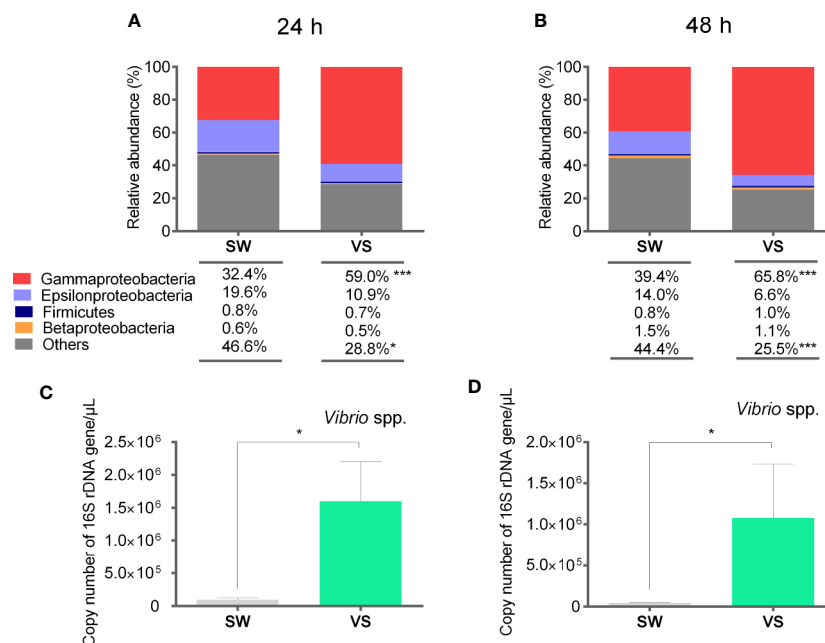 A
24 h
B
48 h
Relative abundance (%)
100
80
60
40
20
0
SW VS
Relative abundance (%)
100
80
60
40
20
0
SW VS
Gammaproteobacteria 32.4% 59.0% *** 39.4% 65.8%***
Epsilonproteobacteria 19.6% 10.9% 14.0% 6.6%
Firmicutes 0.8% 0.7% 0.8% 1.0%
Betaproteobacteria 0.6% 0.5% 1.5% 1.1%
Others 46.6% 28.8%* 44.4% 25.5%***
C
Vibrio spp.
Copy number of 16S rDNA gene/µL
2.5×10⁶
2.0×10⁶
1.5×10⁶
1.0×10⁶
5.0×10⁵
0
*
SW VS
D
Vibrio spp.
Copy number of 16S rDNA gene/µL
2.0×10⁶
1.5×10⁶
1.0×10⁶
5.0×10⁵
0
*
SW VS